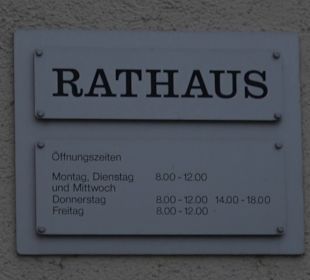 RATHAUS
Öffnungszeiten
Montag, Dienstag 8.00-12.00
und Mittwoch
Donnerstag 8.00-12.00 14.00-18.00
Freitag 8.00-12.00